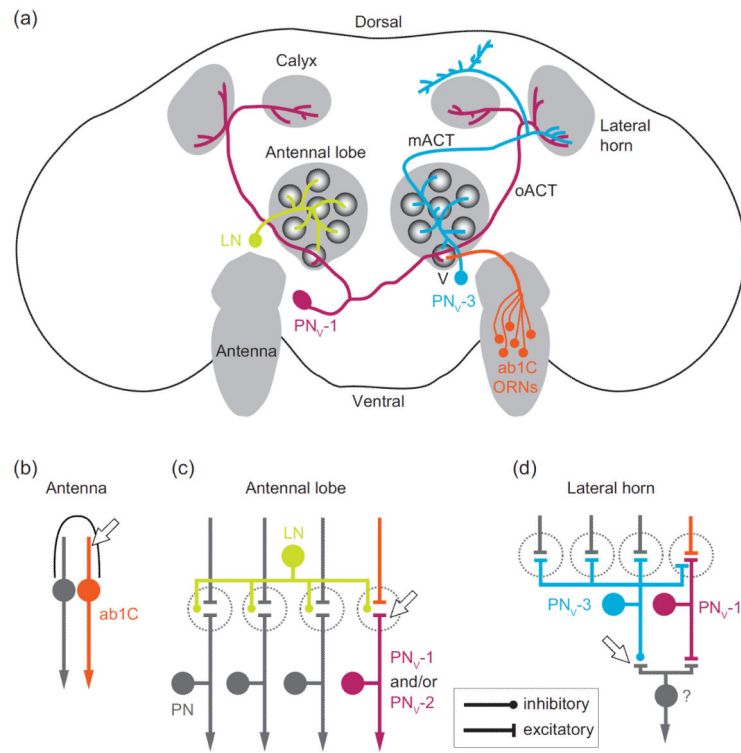 (a)
Dorsal
Calyx
Lateral
horn
mACT
Antennal lobe
oACT
LN
V
PNV-3
PNV-1
Antenna
ab1C
ORNs
Ventral
(b)
Antenna
ab1C
(c)
Antennal lobe
LN
PN
PNV-1
and/or
PNV-2
(d)
Lateral horn
PNV-3
PNV-1
?
inhibitory
excitatory